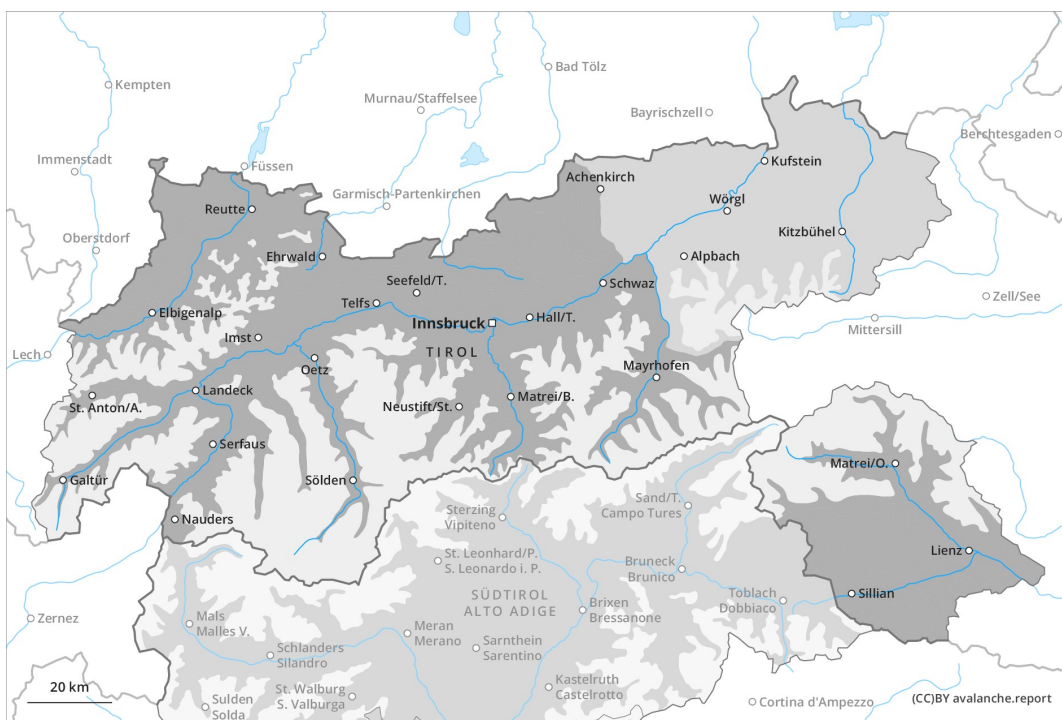 Kempten
Bad Tölz
Murnau/Staffelsee
Bayrischzell
Berchtesgaden
Immenstadt
Füssen
Kufstein
Achenkirch
Garmisch-Partenkirchen
Wörgl
Reutte
Kitzbühel
Oberstdorf
Ehrwald
Alpbach
Seefeld/T.
Schwaz
Zell/See
Telfs
Elbigenalp
Innsbruck
Hall/T.
Mittersill
Imst
Lech
TIROL
Oetz
Mayrhofen
Landeck
St. Anton/A.
Neustift/St.
Matrei/B.
Serfaus
Matrei/O.
Galtür
Sölden
Sand/T.
Campo Tures
Nauders
Sterzing
Vipiteno
Lienz
St. Leonhard/P.
S. Leonardo i. P.
Bruneck
Brunico
SÜDTIROL
ALTO ADIGE
Toblach
Dobbiaco
Sillian
Brixen
Bressanone
Zernez
Mals
Malles V.
Meran
Merano
Sarnthein
Sarentino
Schlanders
Silandro
20 km
St. Walburg
S. Valburga
Kastelruth
Castelrotto
Sulden
Solda
Cortina d'Ampezzo
(CC)BY avalanche.report